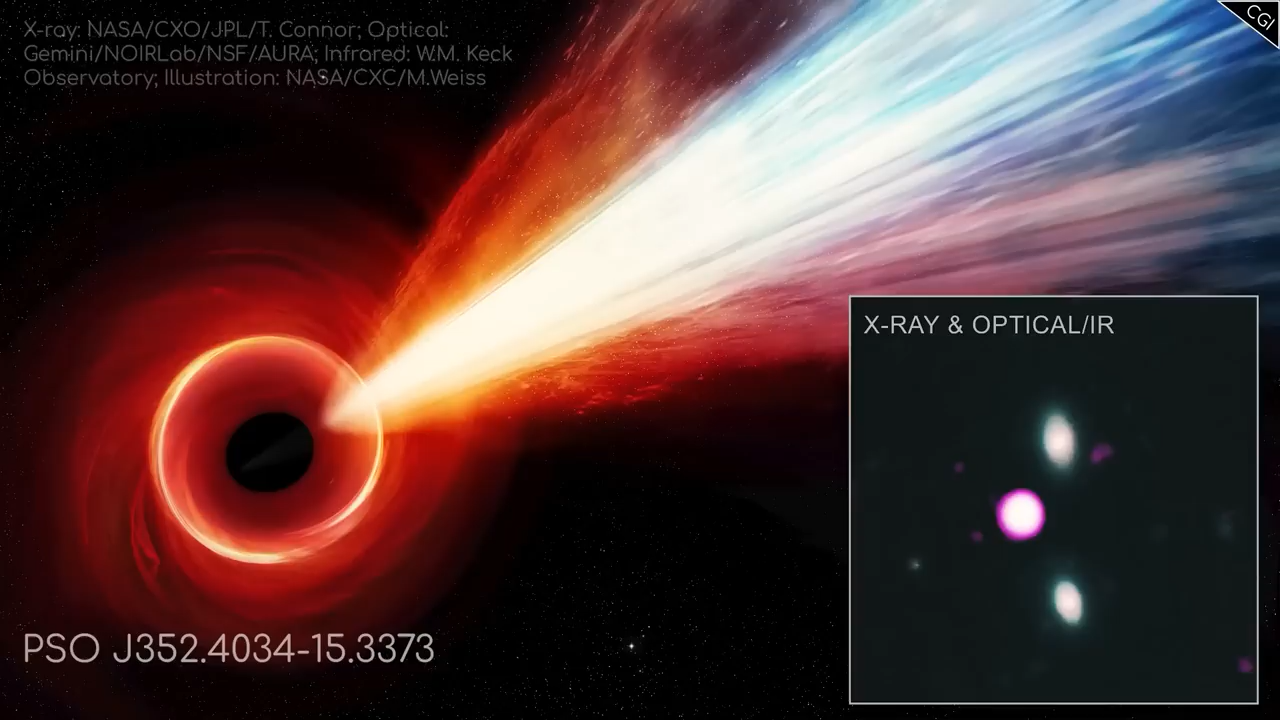 X-ray: NASA/CXO/JPL/T. Connor; Optical:
Gemini/NOIRLab/NSF/AURA; Infrared: W.M. Keck
Observatory; Illustration: NASA/CXC/M.Weiss
CGI
X-RAY & OPTICAL/IR
PSO J352.4034-15.3373